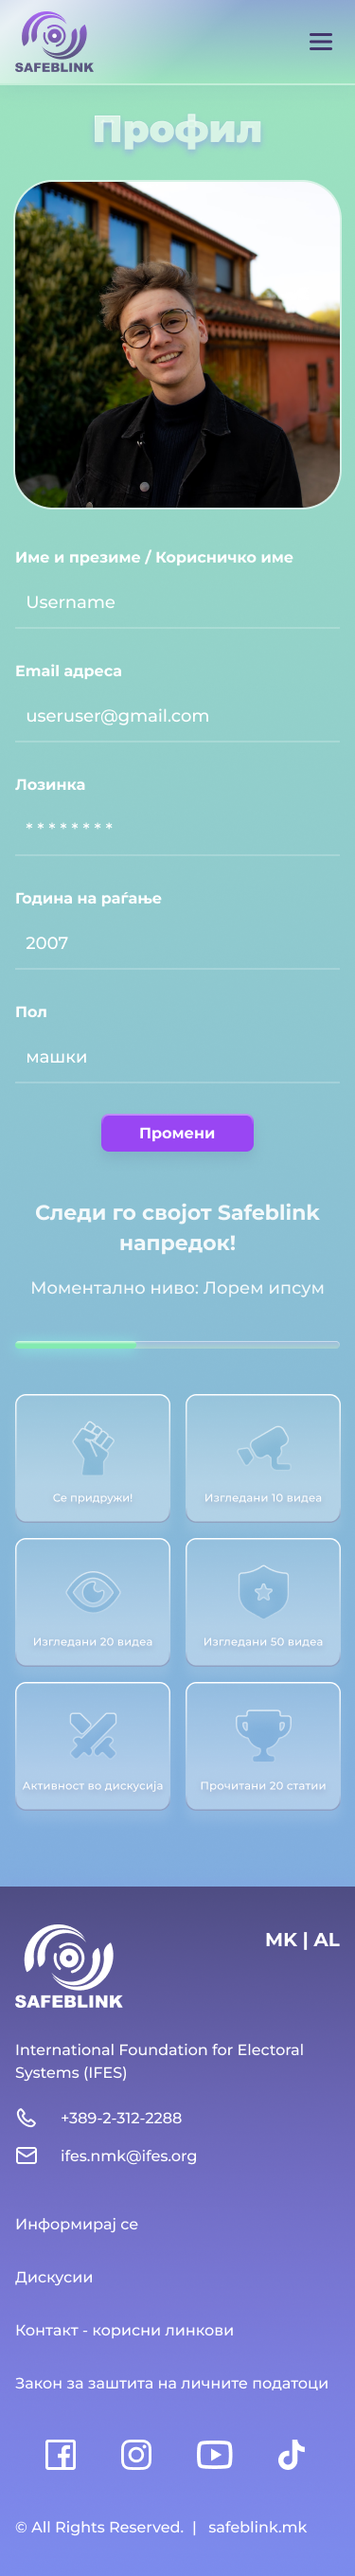 SAFEBLINK
Профил
Име и презиме / Корисничко име
Username
Email адреса
useruser@gmail.com
Лозинка
* * * * * * * *
Година на раѓање
2007
Пол
машки
Промени
Следи го својот Safeblink
напредок!
Моментално ниво: Лорем ипсум
Се придружи!
Изгледани 10 видеа
Изгледани 20 видеа
Изгледани 50 видеа
Активност во дискусија
Прочитани 20 статии
SAFEBLINK
MK | AL
International Foundation for Electoral
Systems (IFES)
+389-2-312-2288
ifes.nmk@ifes.org
Информирај се
Дискусии
Контакт - корисни линкови
Закон за заштита на личните податоци
© All Rights Reserved. | safeblink.mk